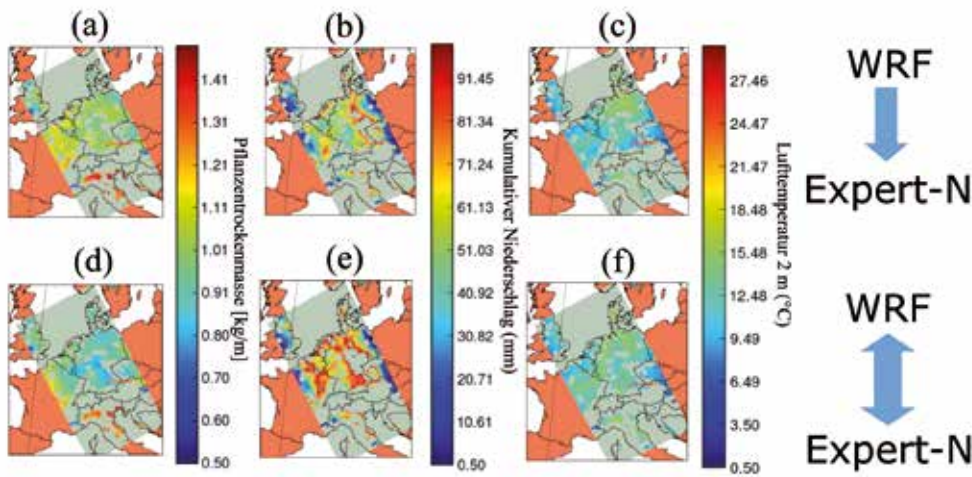 (a)
(b)
(c)
1.41
1.31
1.21
1.11
1.01
0.91
0.80
0.70
0.60
0.50
Pflanzentrockenmasse [kg/m]
91.45
81.34
71.24
61.13
51.03
40.92
30.82
20.71
10.61
0.50
Kumulativer Niederschlag (mm)
27.46
24.47
21.47
18.48
15.48
12.48
9.49
6.49
3.50
0.50
Lufttemperatur 2 m (°C)
WRF
Expert-N
(d)
(e)
(f)
WRF
Expert-N